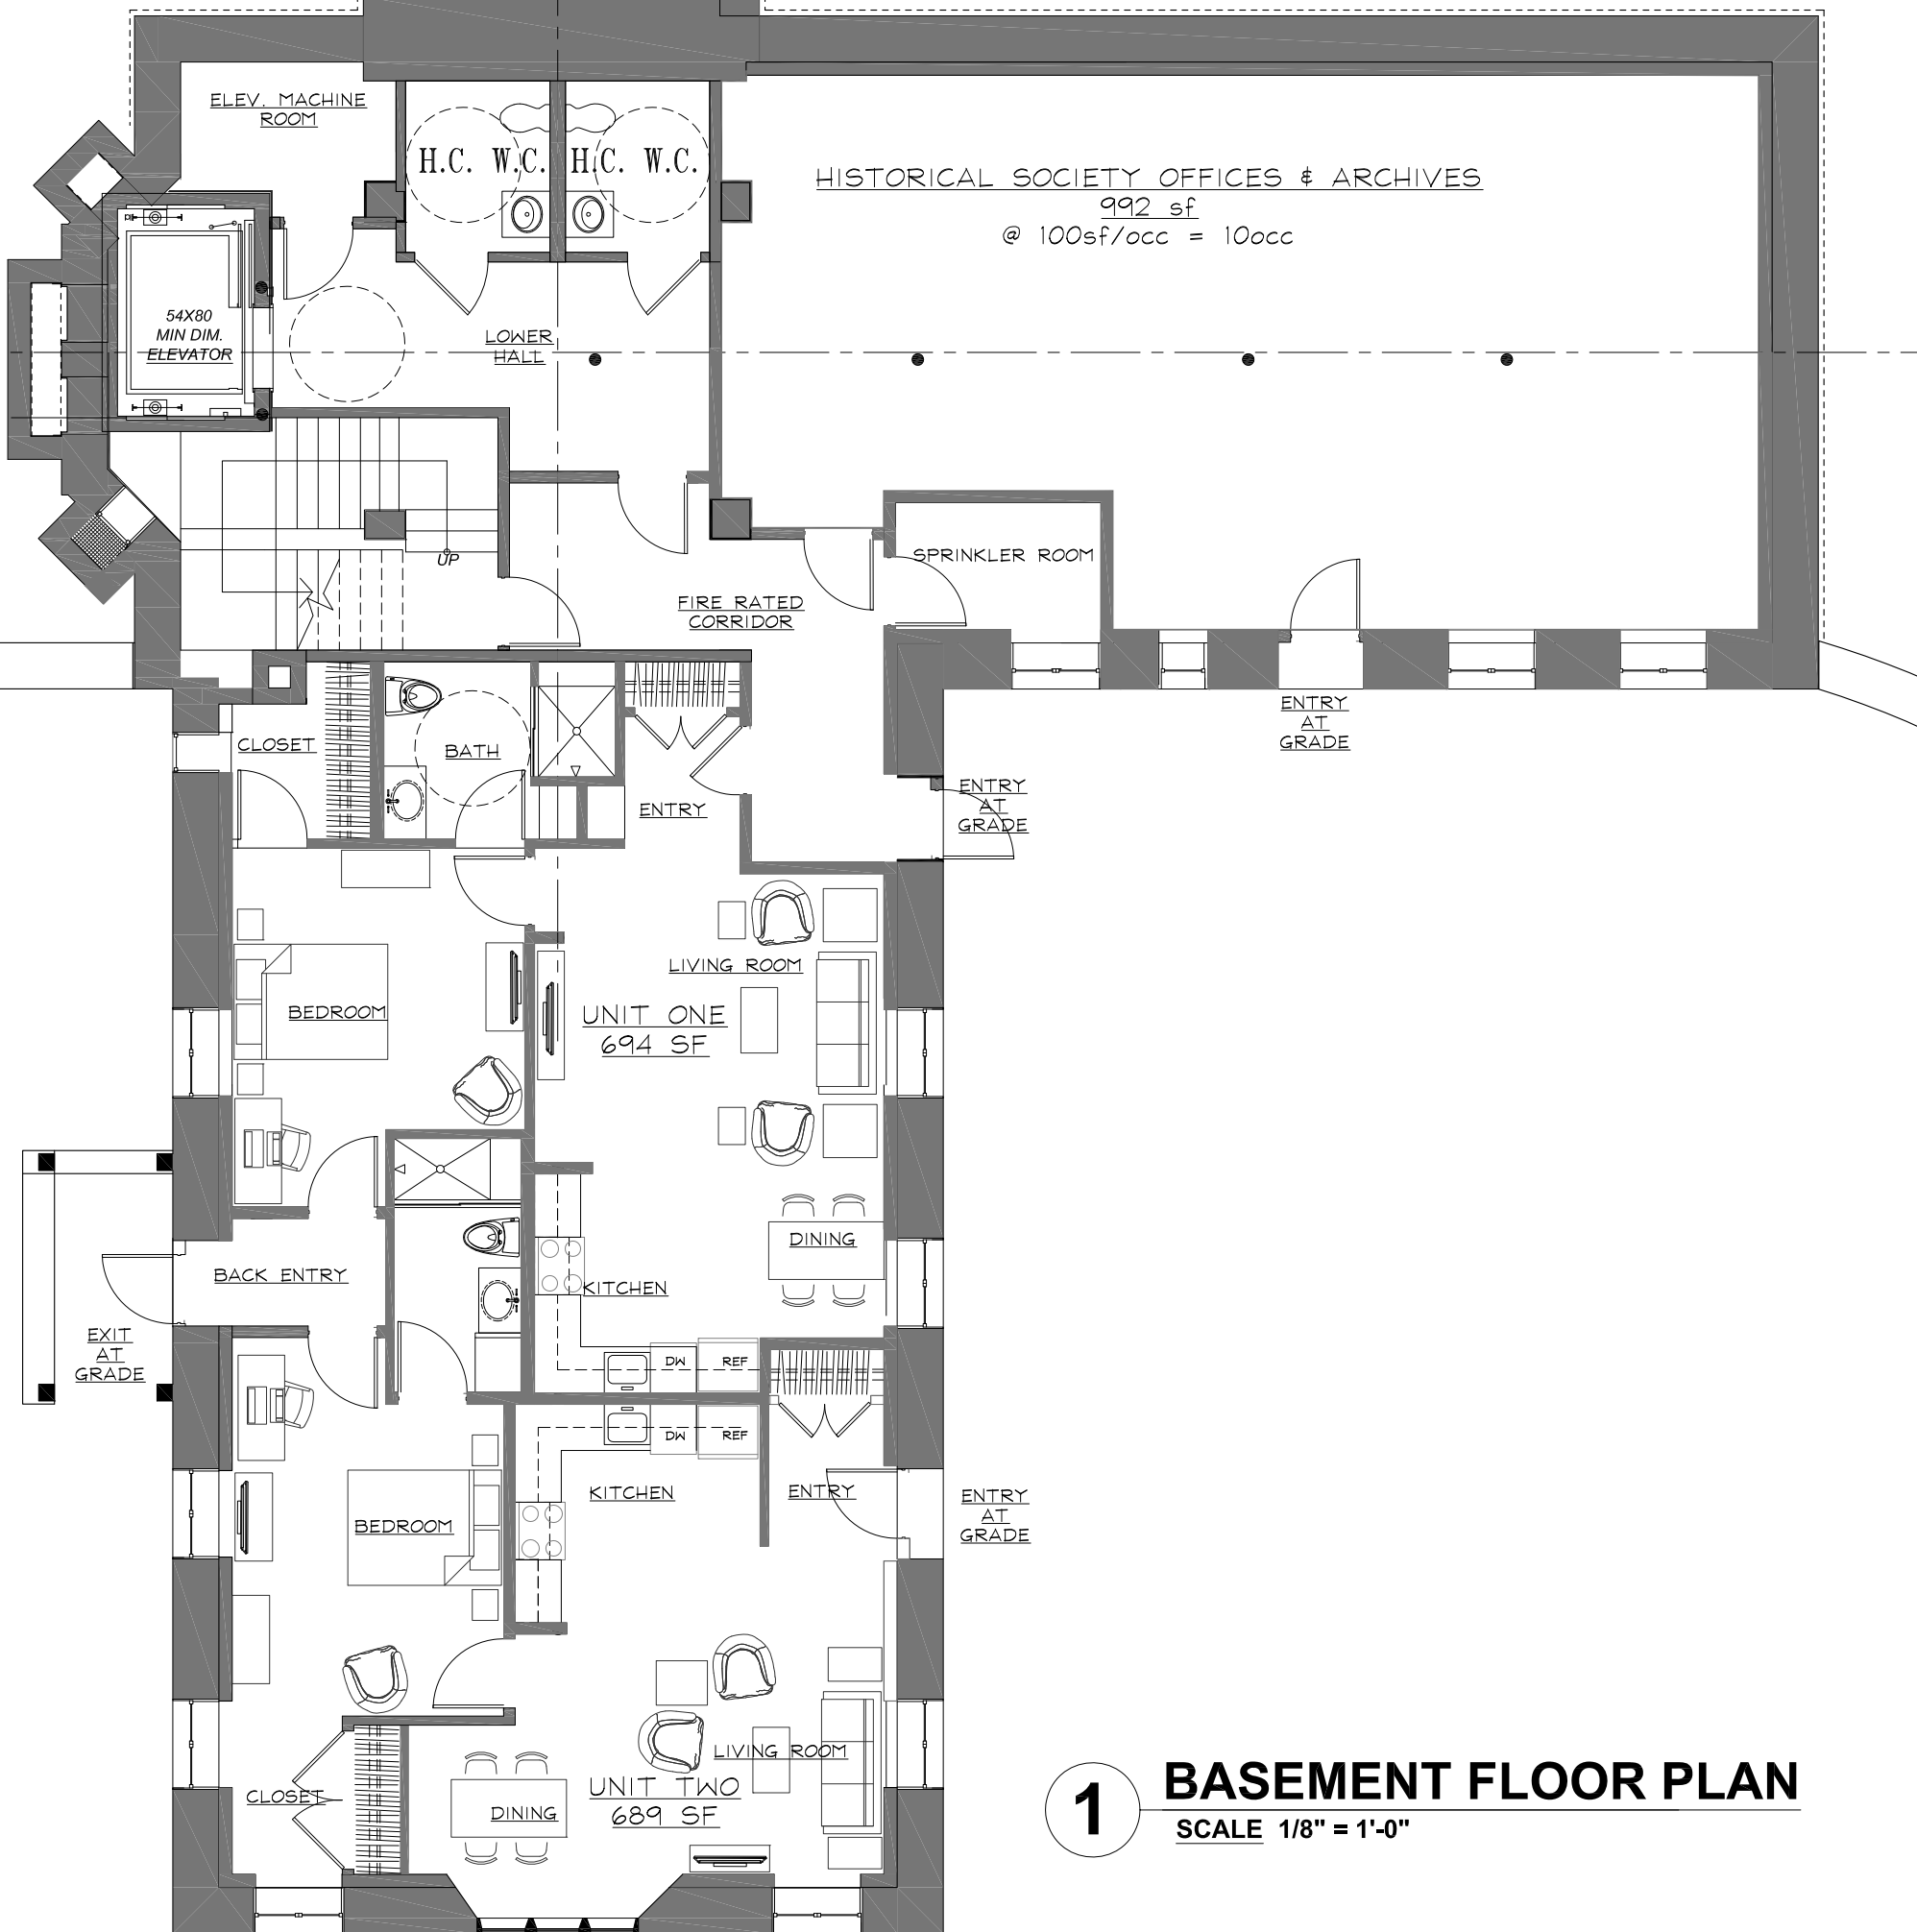 ELEV. MACHINE
ROOM
H.C. W.C.
H.C. W.C.
HISTORICAL SOCIETY OFFICES & ARCHIVES
992 sf
@ 100sf/occ = 10occ
54X80
MIN DIM.
ELEVATOR
LOWER
HALL
UP
SPRINKLER ROOM
FIRE RATED
CORRIDOR
ENTRY
AT
GRADE
CLOSET
BATH
ENTRY
ENTRY
AT
GRADE
LIVING ROOM
BEDROOM
UNIT ONE
694 SF
DINING
BACK ENTRY
KITCHEN
EXIT
AT
GRADE
DW
REF
DW
REF
KITCHEN
ENTRY
ENTRY
AT
GRADE
BEDROOM
LIVING ROOM
CLOSET
UNIT TWO
689 SF
DINING
1
BASEMENT FLOOR PLAN
SCALE 1/8" = 1'-0"